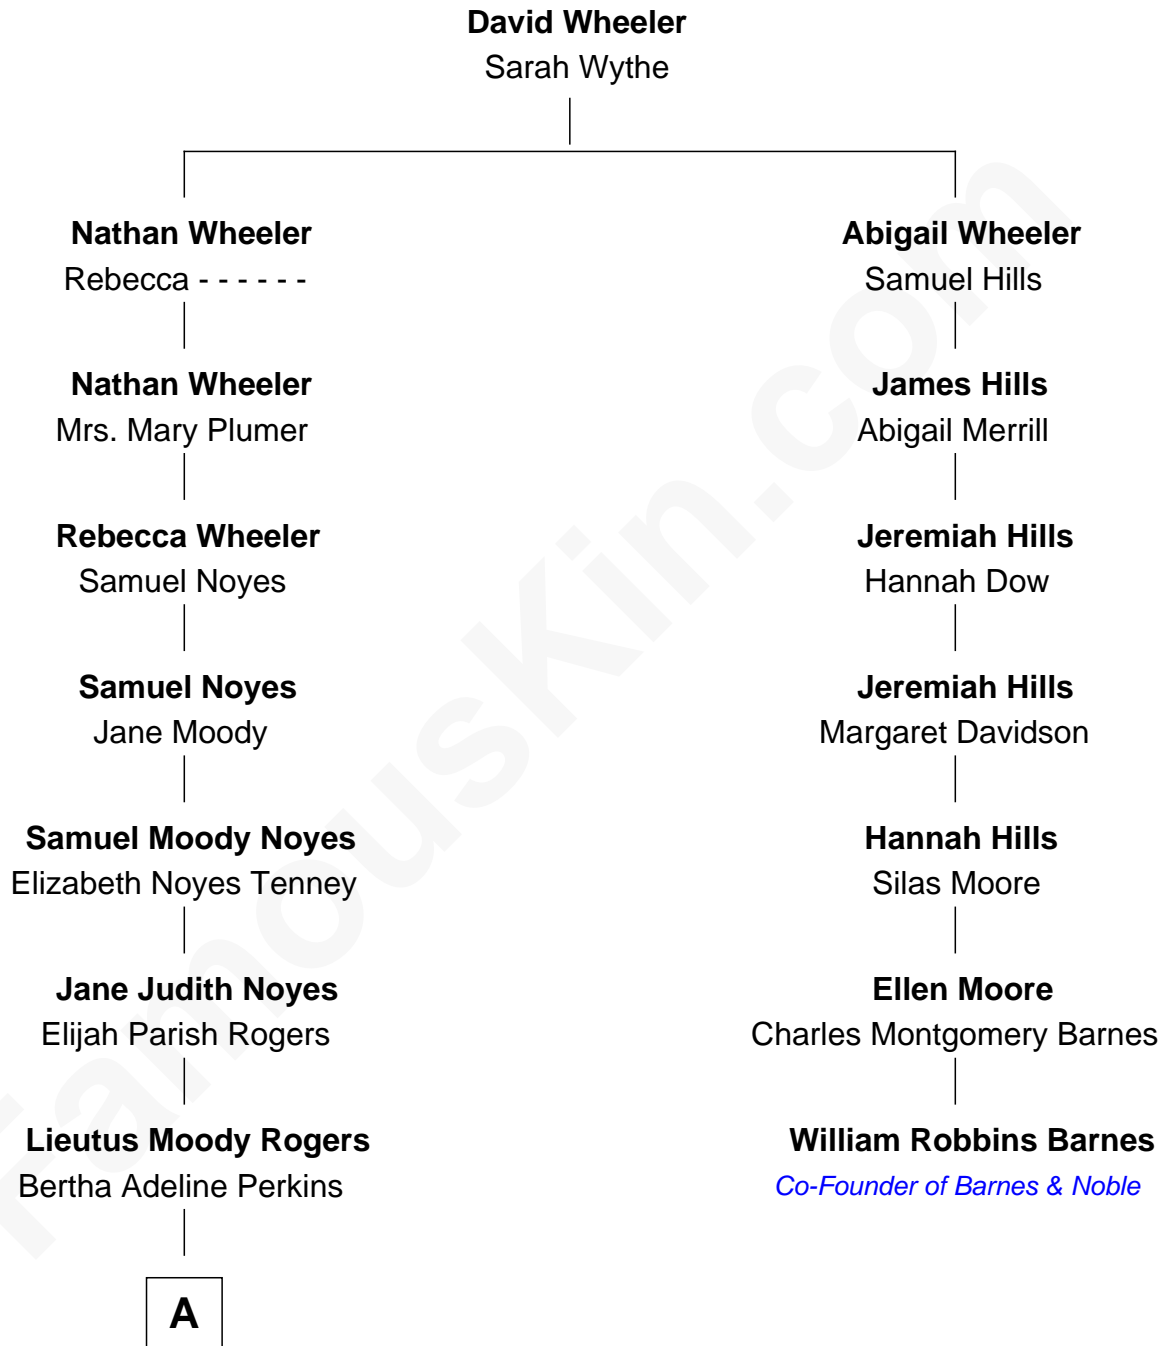 David Wheeler
Sarah Wythe
Nathan Wheeler
Rebecca - - - - - -
Nathan Wheeler
Mrs. Mary Plumer
Rebecca Wheeler
Samuel Noyes
Samuel Noyes
Jane Moody
Samuel Moody Noyes
Elizabeth Noyes Tenney
Jane Judith Noyes
Elijah Parish Rogers
Lieutus Moody Rogers
Bertha Adeline Perkins
A
Abigail Wheeler
Samuel Hills
James Hills
Abigail Merrill
Jeremiah Hills
Hannah Dow
Jeremiah Hills
Margaret Davidson
Hannah Hills
Silas Moore
Ellen Moore
Charles Montgomery Barnes
William Robbins Barnes
Co-Founder of Barnes & Noble
FamousKin.com